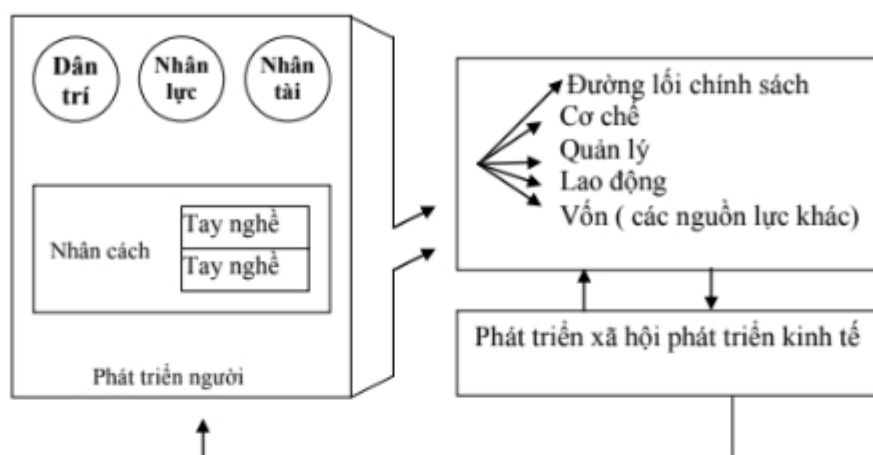 Dân
trí
Nhân
lực
Nhân
tài
Nhân cách
Tay nghề
Tay nghề
Phát triển người
Đường lối chính sách
Cơ chế
Quản lý
Lao động
Vốn ( các nguồn lực khác)
Phát triển xã hội phát triển kinh tế